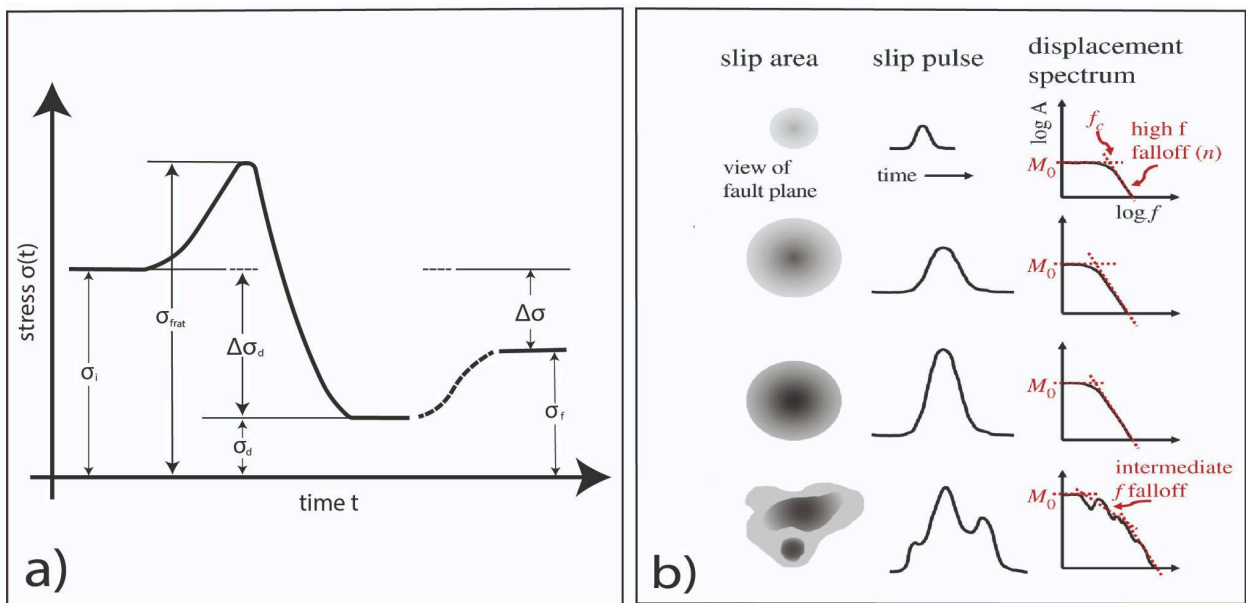 stress σ(t)
σfrat
Δσ
Δσd
σi
σf
σd
time t
a)
slip area
slip pulse
displacement
spectrum
log A
fc
high f
falloff (n)
M0
view of
fault plane
time
log f
M0
M0
intermediate
f falloff
M0
b)